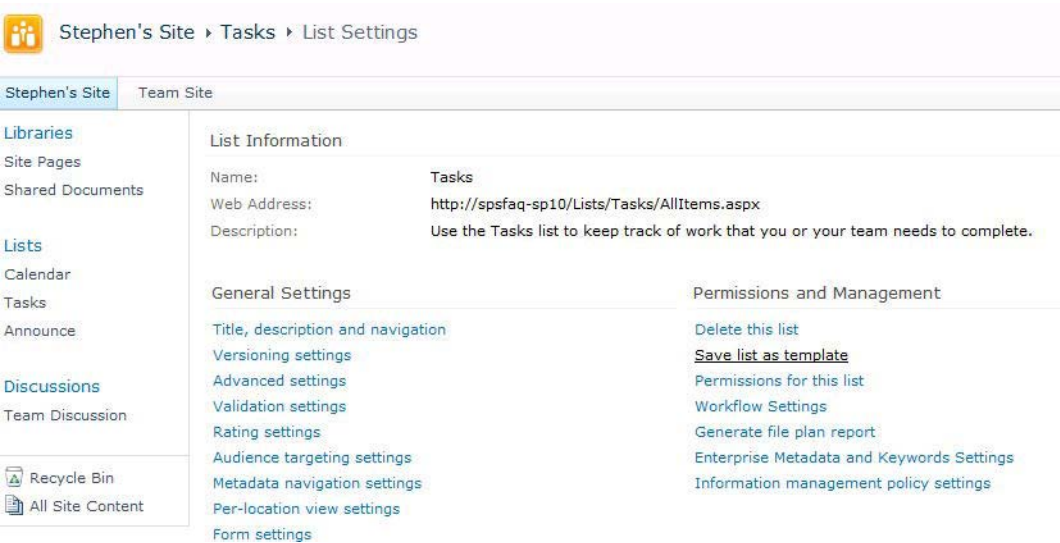 Stephen's Site ▸ Tasks ▸ List Settings
Stephen's Site Team Site
Libraries
Site Pages
Shared Documents
Lists
Calendar
Tasks
Announce
Discussions
Team Discussion
Recycle Bin
All Site Content
List Information
Name: Tasks
Web Address: http://spsfaq-sp10/Lists/Tasks/AllItems.aspx
Description: Use the Tasks list to keep track of work that you or your team needs to complete.
General Settings
Title, description and navigation
Versioning settings
Advanced settings
Validation settings
Rating settings
Audience targeting settings
Metadata navigation settings
Per-location view settings
Form settings
Permissions and Management
Delete this list
Save list as template
Permissions for this list
Workflow Settings
Generate file plan report
Enterprise Metadata and Keywords Settings
Information management policy settings